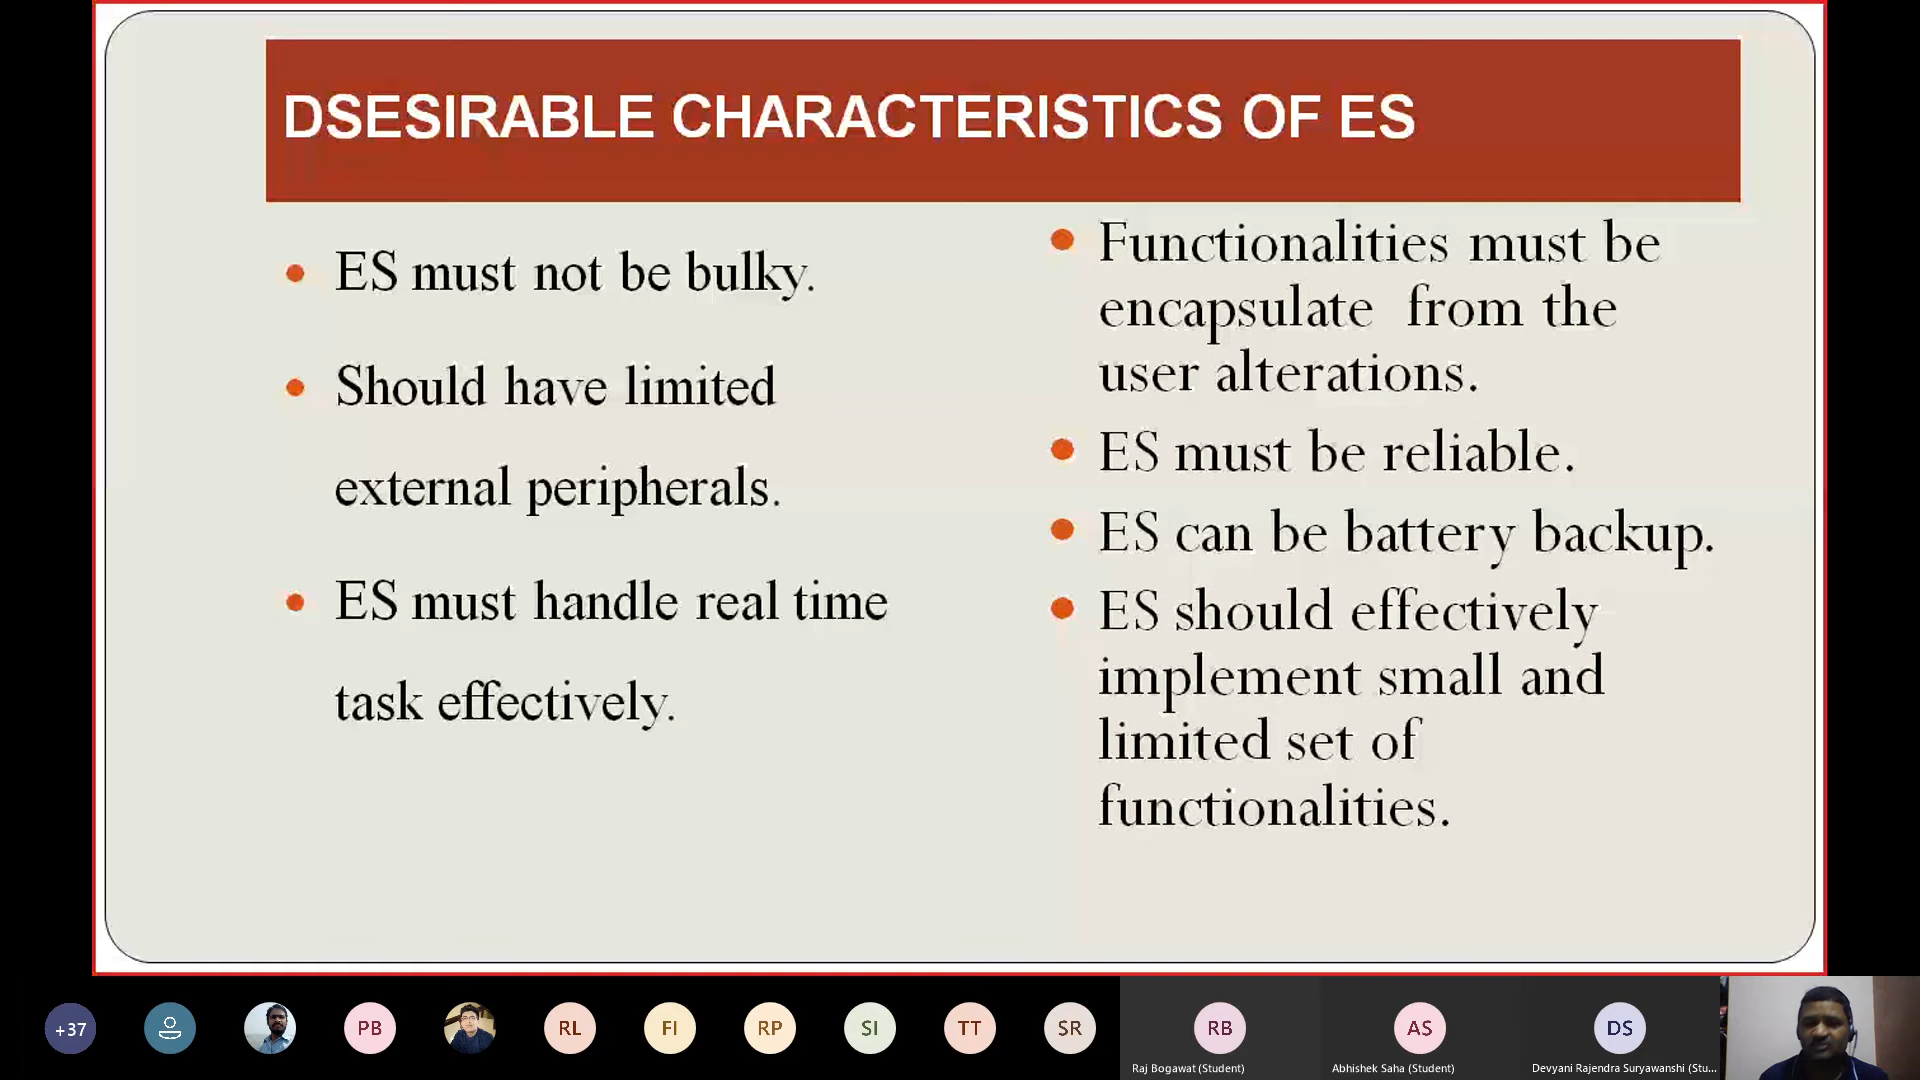 DSESIRABLE CHARACTERISTICS OF ES
ES must not be bulky.
Should have limited
external peripherals.
ES must handle real time
task effectively.
Functionalities must be
encapsulate from the
user alterations.
ES must be reliable.
ES can be battery backup.
ES should effectively
implement small and
limited set of
functionalities.
+37
PB
RL
FI
RP
SI
TT
SR
RB
AS
DS
Raj Bogawat (Student)
Abhishek Saha (Student)
Devyani Rajendra Suryawanshi (Stu...